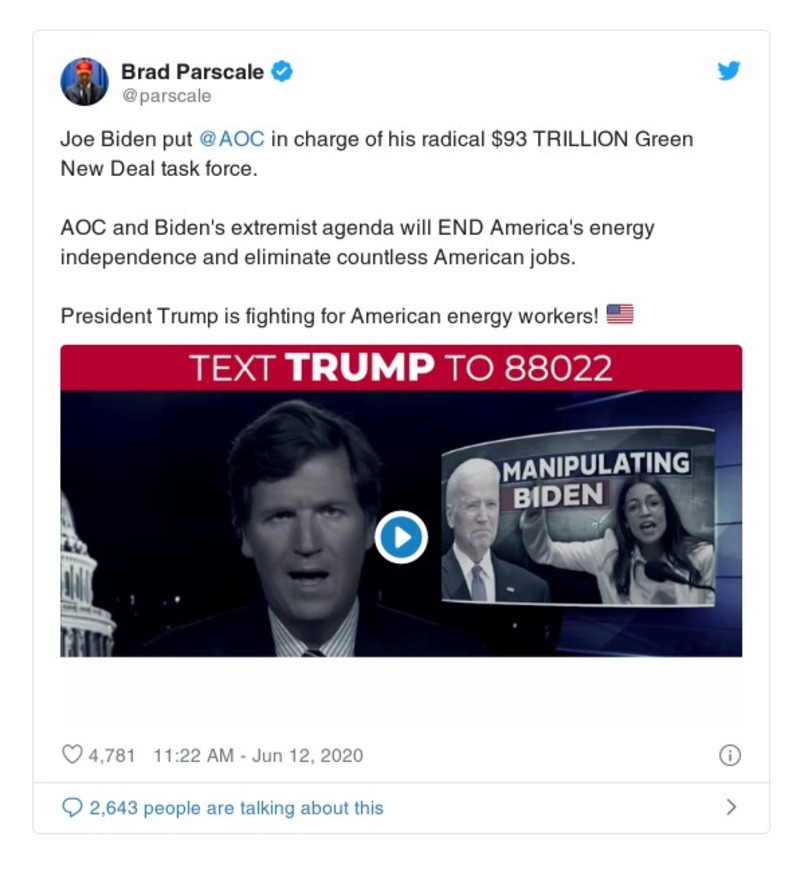 Brad Parscale
@parscale
Joe Biden put @AOC in charge of his radical $93 TRILLION Green
New Deal task force.
AOC and Biden's extremist agenda will END America's energy
independence and eliminate countless American jobs.
President Trump is fighting for American energy workers! 🇺🇸
TEXT TRUMP TO 88022
MANIPULATING
BIDEN
4,781 11:22 AM - Jun 12, 2020
2,643 people are talking about this